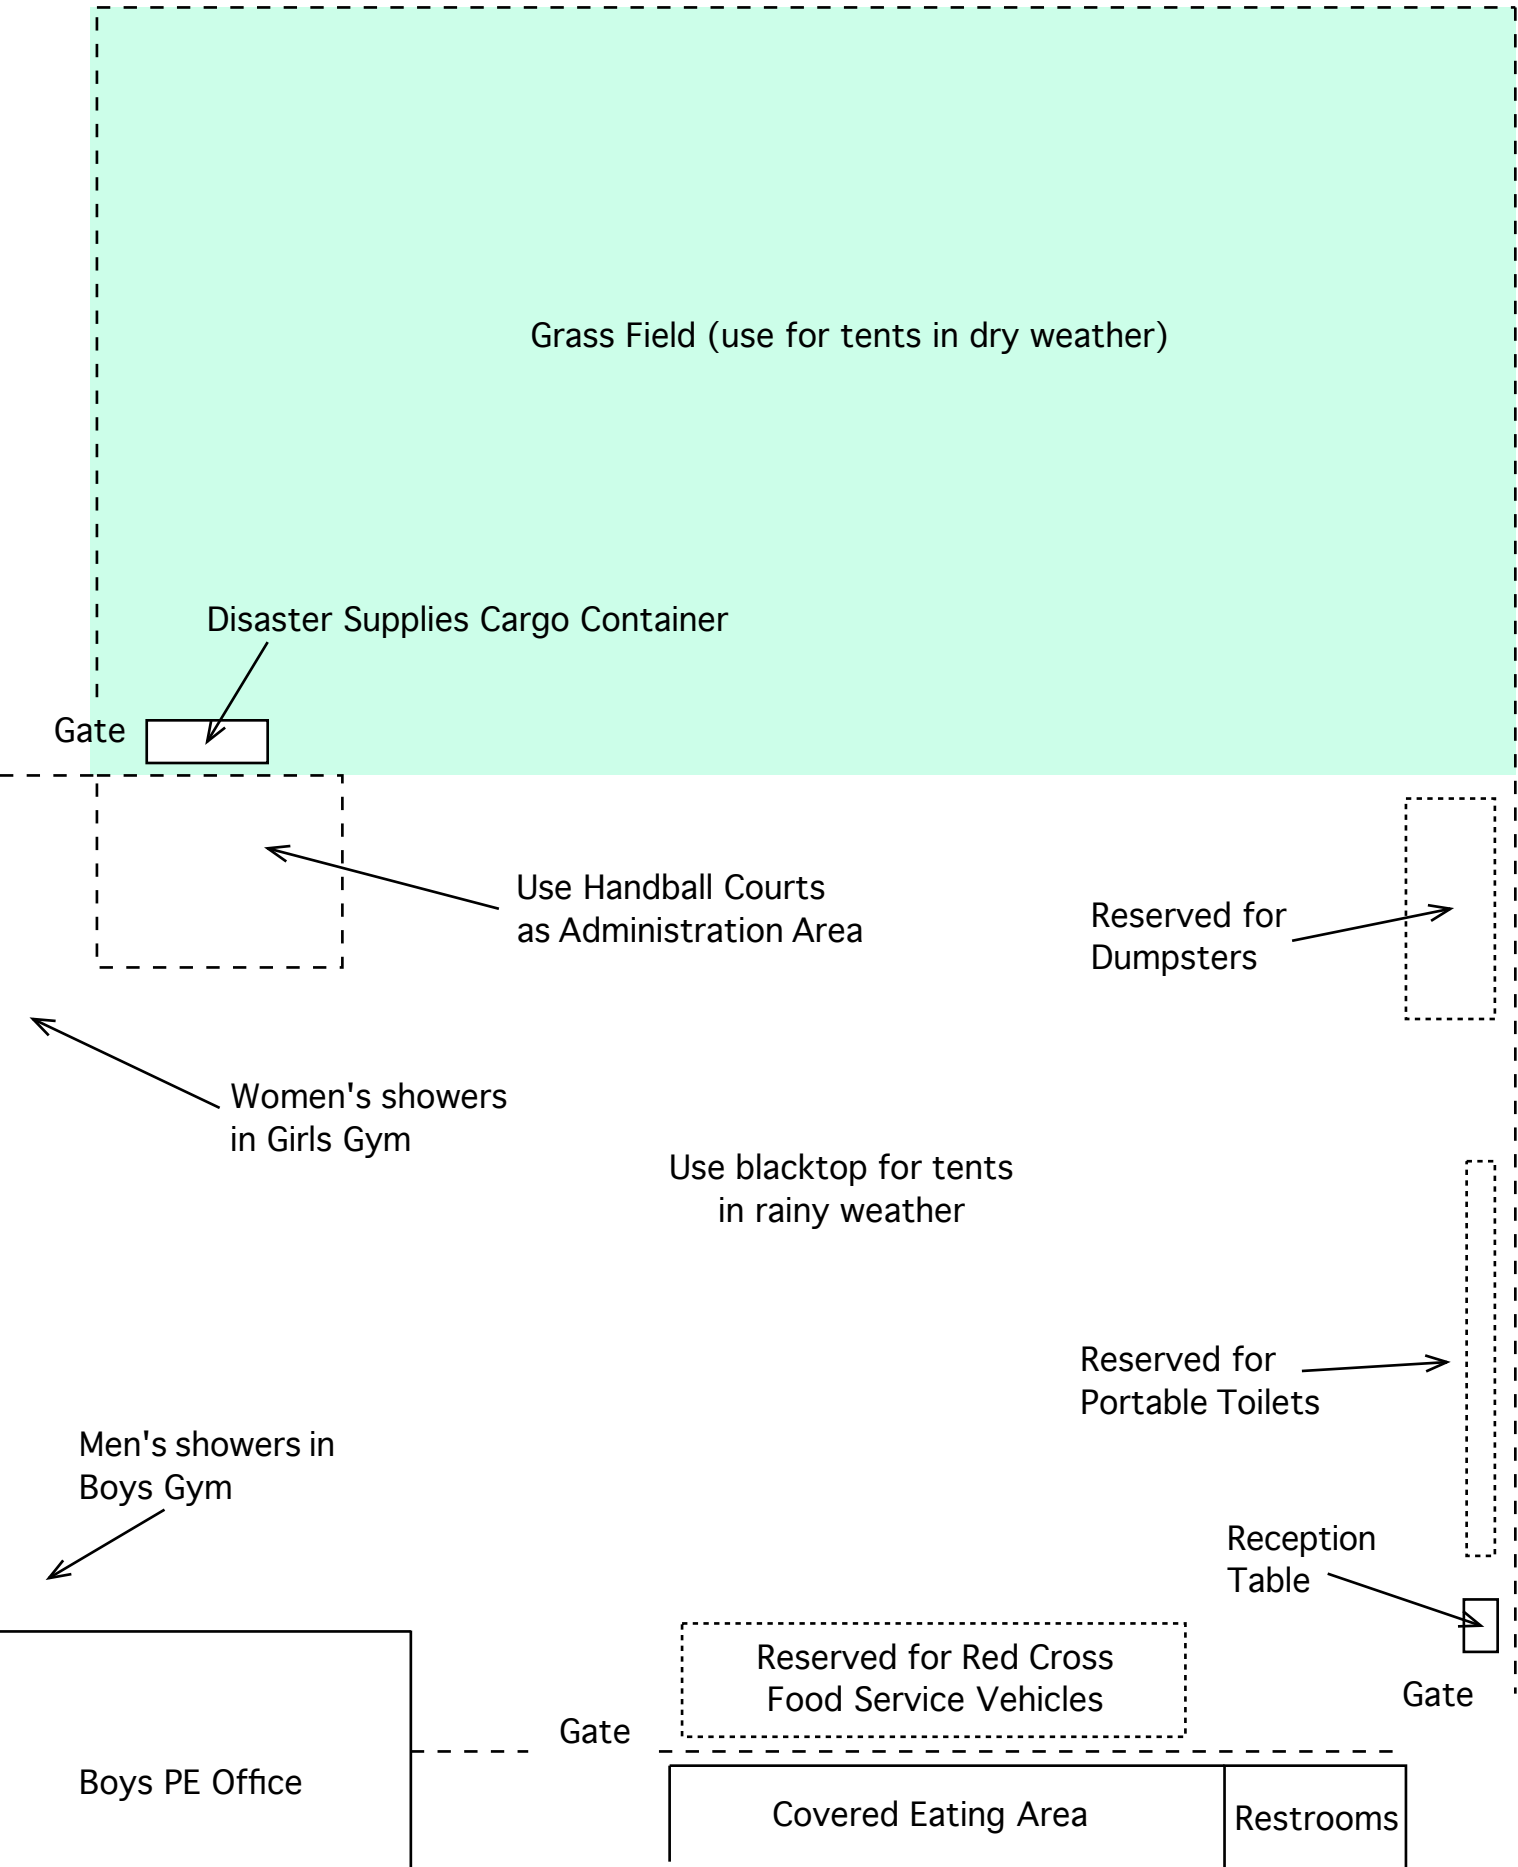 Grass Field (use for tents in dry weather)
Disaster Supplies Cargo Container
Gate
Use Handball Courts
as Administration Area
Reserved for
Dumpsters
Women's showers
in Girls Gym
Use blacktop for tents
in rainy weather
Reserved for
Portable Toilets
Men's showers in
Boys Gym
Reception
Table
Reserved for Red Cross
Food Service Vehicles
Gate
Gate
Boys PE Office
Covered Eating Area
Restrooms